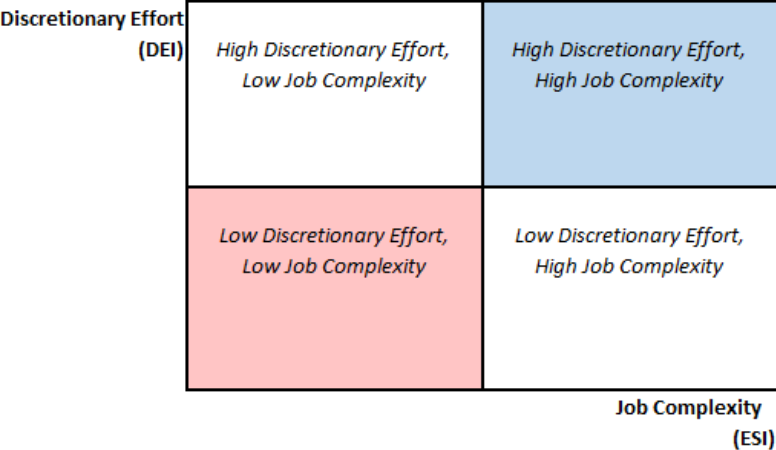 Discretionary Effort
(DEI)
High Discretionary Effort,
Low Job Complexity
High Discretionary Effort,
High Job Complexity
Low Discretionary Effort,
Low Job Complexity
Low Discretionary Effort,
High Job Complexity
Job Complexity
(ESI)